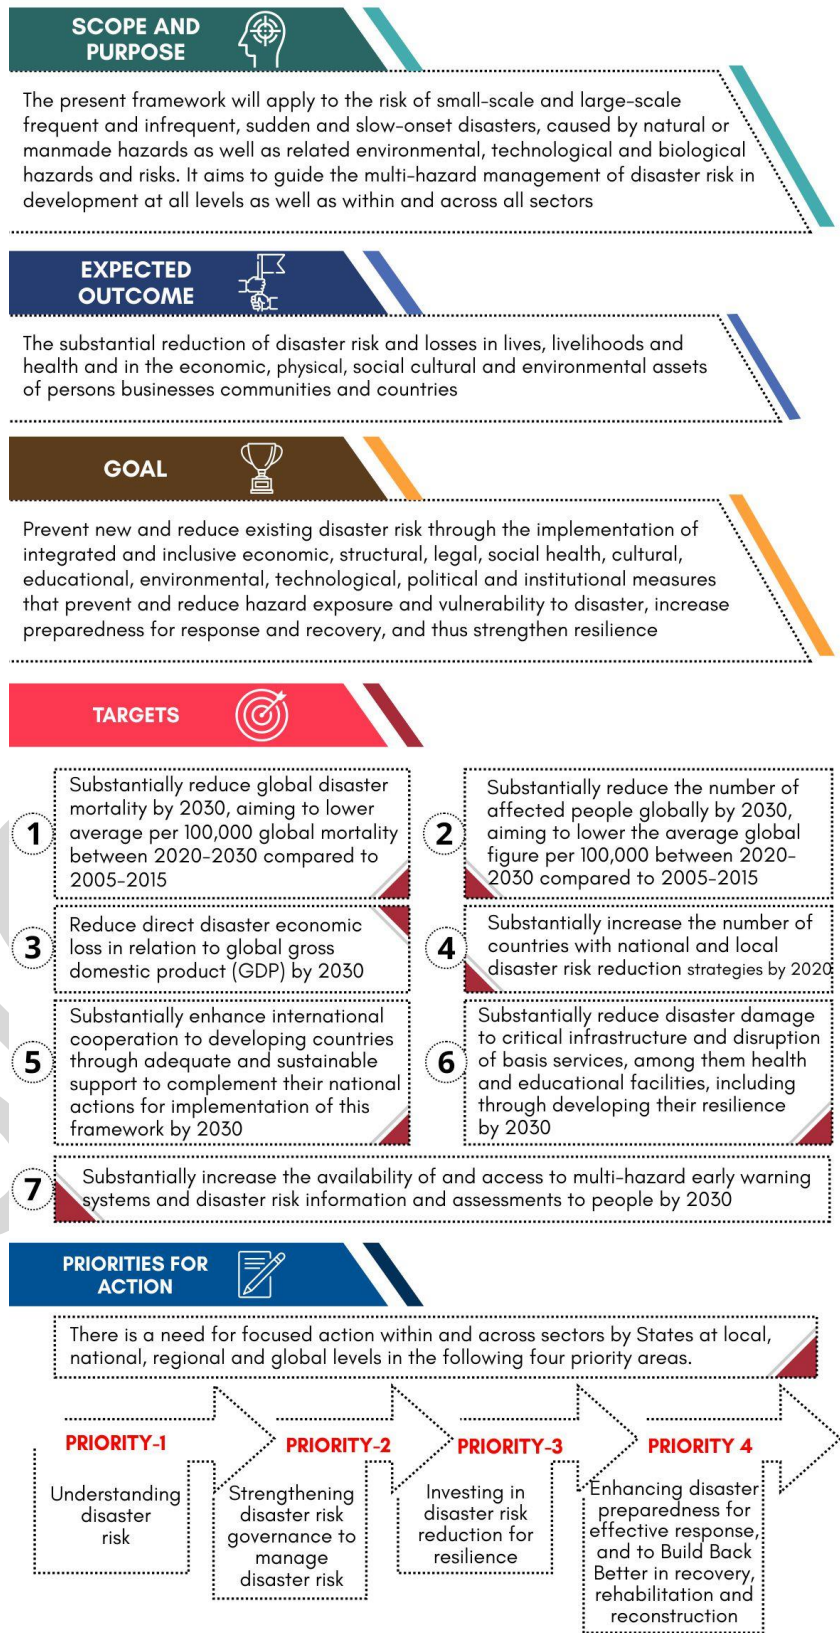 SCOPE AND
PURPOSE
The present framework will apply to the risk of small-scale and large-scale
frequent and infrequent, sudden and slow-onset disasters, caused by natural or
manmade hazards as well as related environmental, technological and biological
hazards and risks. It aims to guide the multi-hazard management of disaster risk in
development at all levels as well as within and across all sectors
EXPECTED
OUTCOME
The substantial reduction of disaster risk and losses in lives, livelihoods and
health and in the economic, physical, social cultural and environmental assets
of persons businesses communities and countries
GOAL
Prevent new and reduce existing disaster risk through the implementation of
integrated and inclusive economic, structural, legal, social health, cultural,
educational, environmental, technological, political and institutional measures
that prevent and reduce hazard exposure and vulnerability to disaster, increase
preparedness for response and recovery, and thus strengthen resilience
TARGETS
1
Substantially reduce global disaster
mortality by 2030, aiming to lower
average per 100,000 global mortality
between 2020-2030 compared to
2005-2015
2
Substantially reduce the number of
affected people globally by 2030,
aiming to lower the average global
figure per 100,000 between 2020-
2030 compared to 2005-2015
3
Reduce direct disaster economic
loss in relation to global gross
domestic product (GDP) by 2030
4
Substantially increase the number of
countries with national and local
disaster risk reduction strategies by 2020
5
Substantially enhance international
cooperation to developing countries
through adequate and sustainable
support to complement their national
actions for implementation of this
framework by 2030
6
Substantially reduce disaster damage
to critical infrastructure and disruption
of basis services, among them health
and educational facilities, including
through developing their resilience
by 2030
7
Substantially increase the availability of and access to multi-hazard early warning
systems and disaster risk information and assessments to people by 2030
PRIORITIES FOR
ACTION
There is a need for focused action within and across sectors by States at local,
national, regional and global levels in the following four priority areas.
PRIORITY-1
Understanding
disaster
risk
PRIORITY-2
Strengthening
disaster risk
governance to
manage
disaster risk
PRIORITY-3
Investing in
disaster risk
reduction for
resilience
PRIORITY 4
Enhancing disaster
preparedness for
effective response,
and to Build Back
Better in recovery,
rehabilitation and
reconstruction